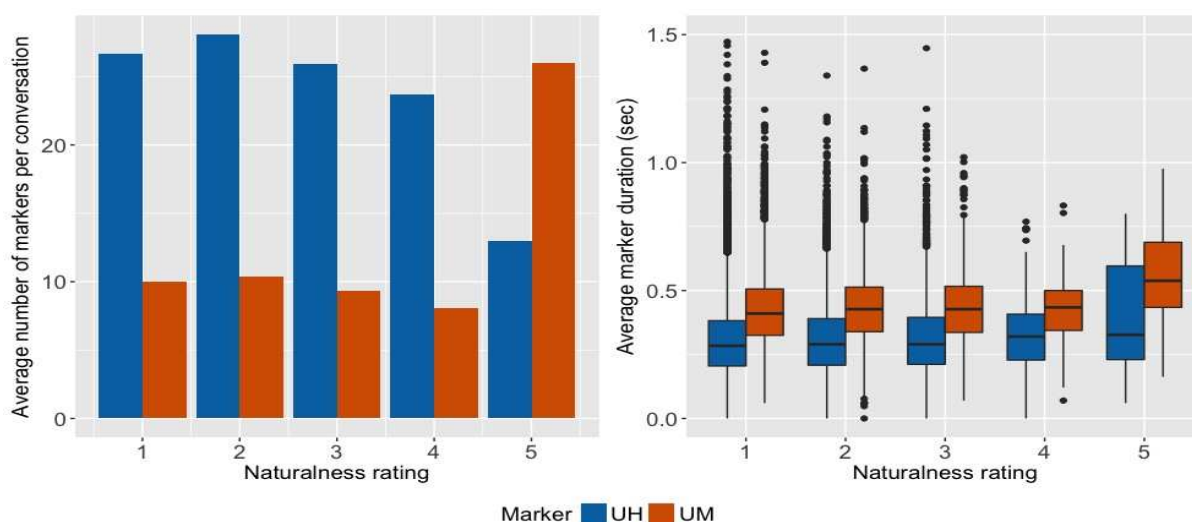 Average number of markers per conversation
20
10
0
1 2 3 4 5
Naturalness rating
Average marker duration (sec)
1.5
1.0
0.5
0.0
1 2 3 4 5
Naturalness rating
Marker UH UM